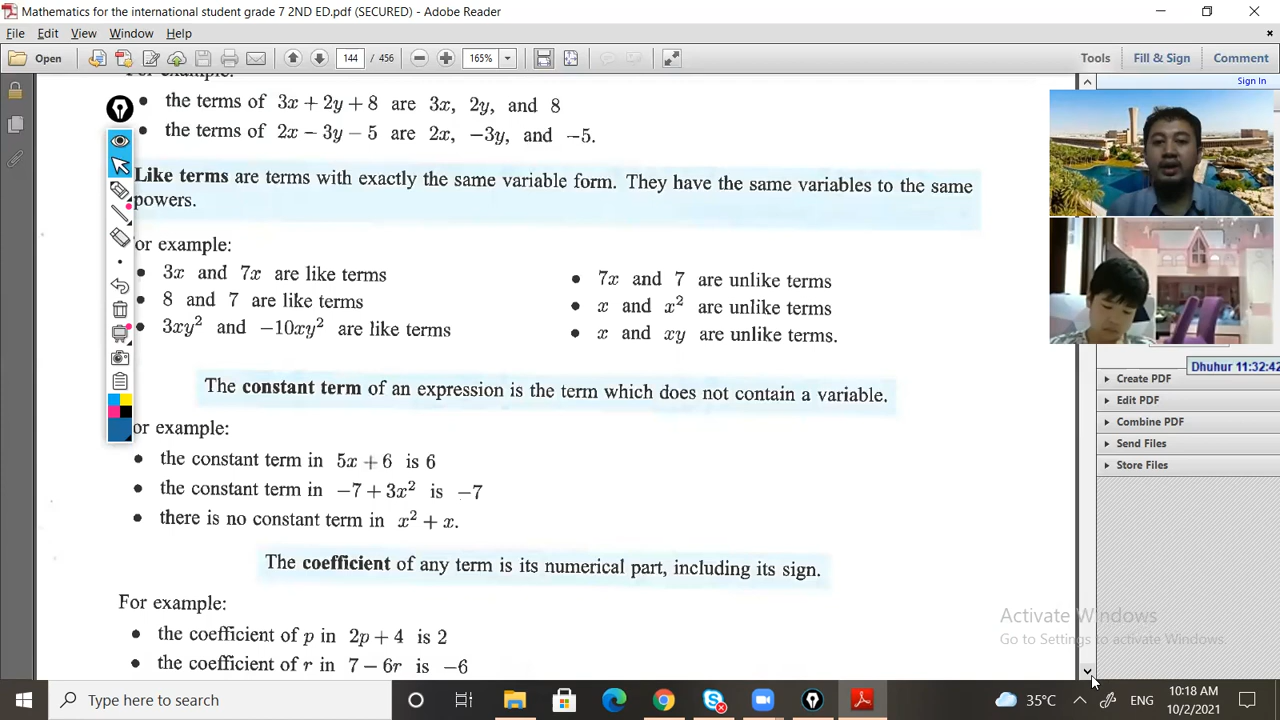 Mathematics for the international student grade 7 2ND ED.pdf (SECURED) - Adobe Reader
File Edit View Window Help
Open 144 / 456 165% Tools Fill & Sign Comment
Sign In
For example:
• the terms of 3x + 2y + 8 are 3x, 2y, and 8
• the terms of 2x − 3y − 5 are 2x, −3y, and −5.
Like terms are terms with exactly the same variable form. They have the same variables to the same
powers.
or example:
• 3x and 7x are like terms
• 8 and 7 are like terms
• 3xy² and −10xy² are like terms
• 7x and 7 are unlike terms
• x and x² are unlike terms
• x and xy are unlike terms.
The constant term of an expression is the term which does not contain a variable.
or example:
• the constant term in 5x + 6 is 6
• the constant term in −7 + 3x² is −7
• there is no constant term in x² + x.
The coefficient of any term is its numerical part, including its sign.
For example:
• the coefficient of p in 2p + 4 is 2
• the coefficient of r in 7 − 6r is −6
Dhuhur 11:32:42
Create PDF
Edit PDF
Combine PDF
Send Files
Store Files
Activate Windows
Go to Settings to activate Windows.
Type here to search
35°C ENG 10:18 AM
10/2/2021